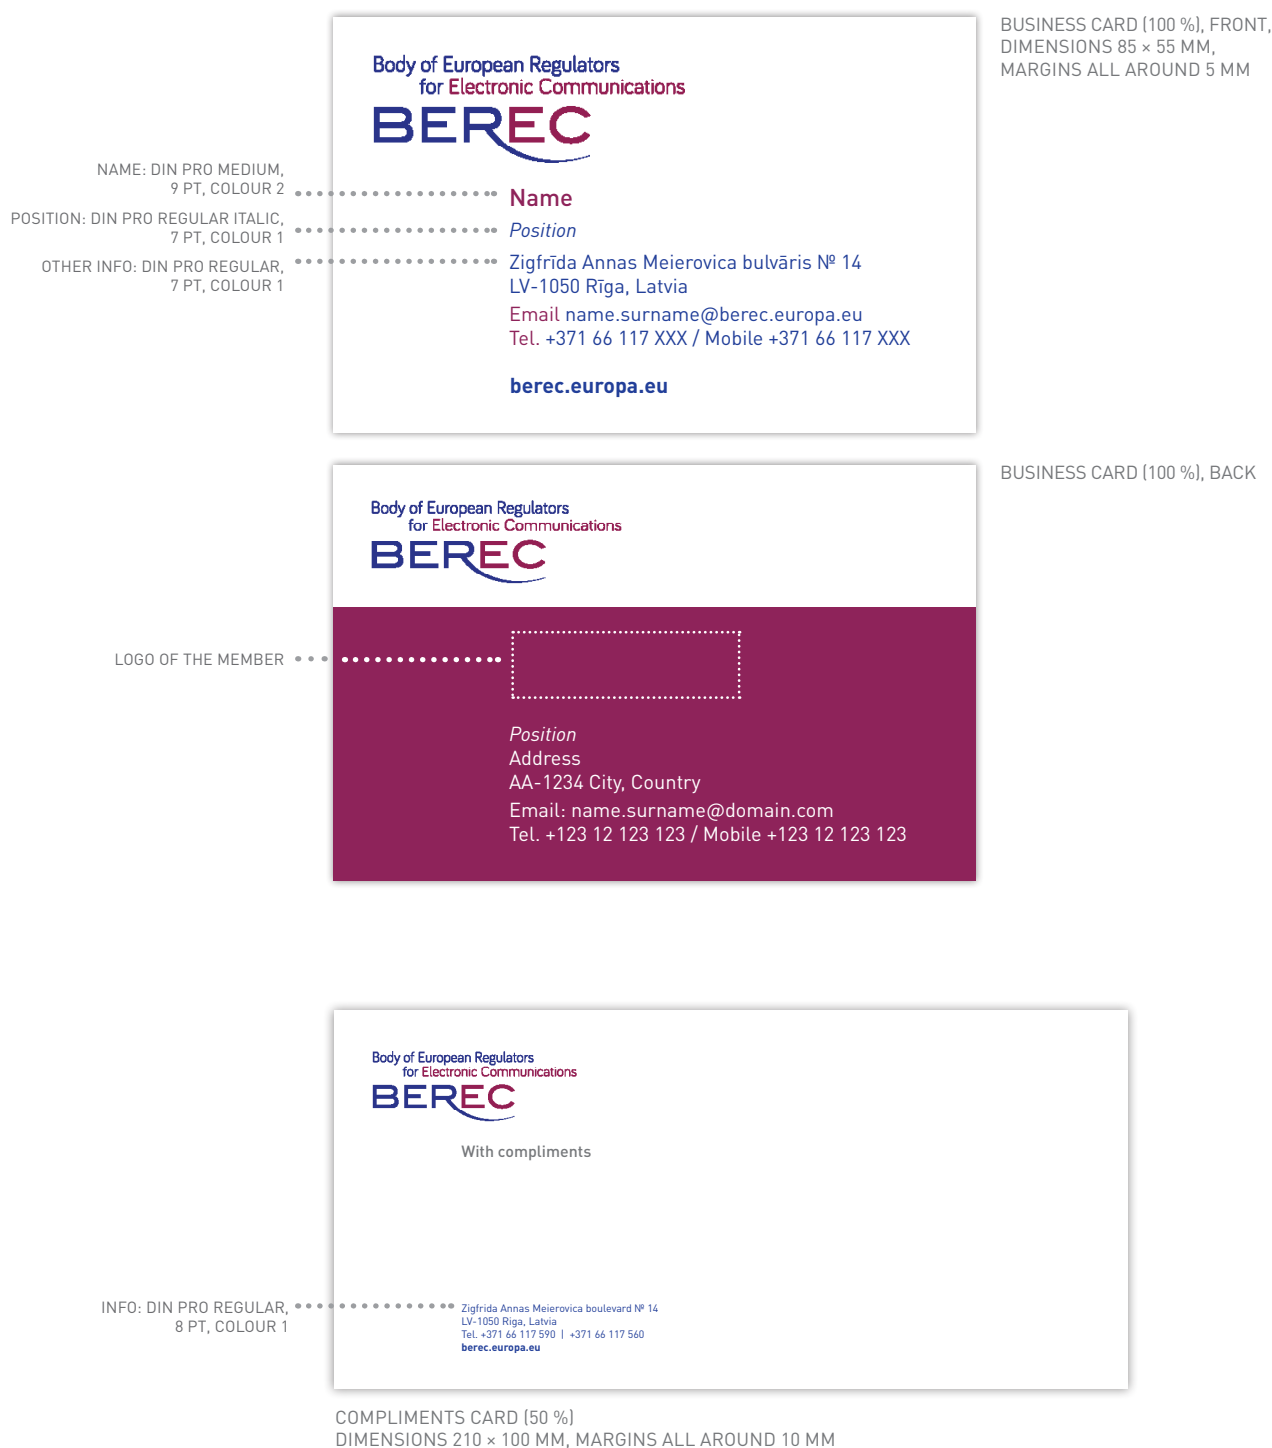 BUSINESS CARD (100 %), FRONT,
DIMENSIONS 85 × 55 MM,
MARGINS ALL AROUND 5 MM
Body of European Regulators
for Electronic Communications
BEREC
NAME: DIN PRO MEDIUM,
9 PT, COLOUR 2
POSITION: DIN PRO REGULAR ITALIC,
7 PT, COLOUR 1
OTHER INFO: DIN PRO REGULAR,
7 PT, COLOUR 1
Name
Position
Zigfrīda Annas Meierovica bulvāris № 14
LV-1050 Rīga, Latvia
Email name.surname@berec.europa.eu
Tel. +371 66 117 XXX / Mobile +371 66 117 XXX
berec.europa.eu
BUSINESS CARD (100 %), BACK
Body of European Regulators
for Electronic Communications
BEREC
LOGO OF THE MEMBER
Position
Address
AA-1234 City, Country
Email: name.surname@domain.com
Tel. +123 12 123 123 / Mobile +123 12 123 123
Body of European Regulators
for Electronic Communications
BEREC
With compliments
INFO: DIN PRO REGULAR,
8 PT, COLOUR 1
Zigfrida Annas Meierovica boulevard № 14
LV-1050 Riga, Latvia
Tel. +371 66 117 590 | +371 66 117 560
berec.europa.eu
COMPLIMENTS CARD (50 %)
DIMENSIONS 210 × 100 MM, MARGINS ALL AROUND 10 MM